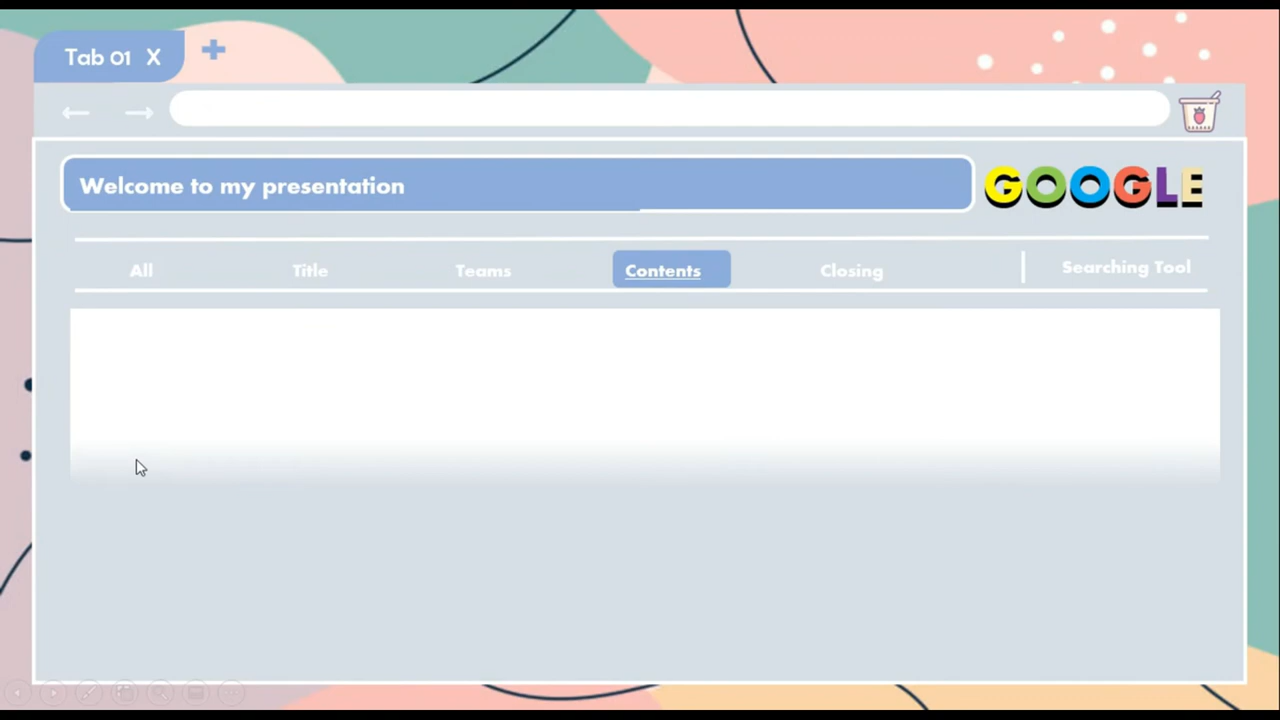 Tab 01 X
Welcome to my presentation
GOOGLE
All Title Teams Contents Closing Searching Tool